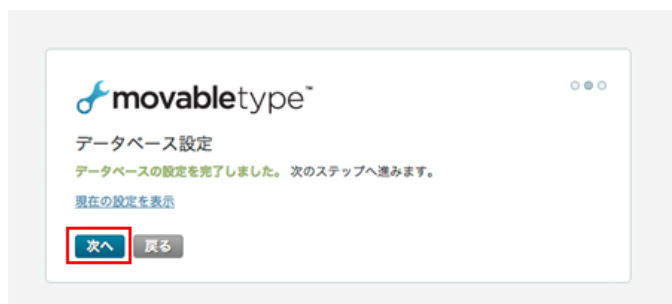 movabletype™
データベース設定
データベースの設定を完了しました。 次のステップへ進みます。
現在の設定を表示
次へ 戻る